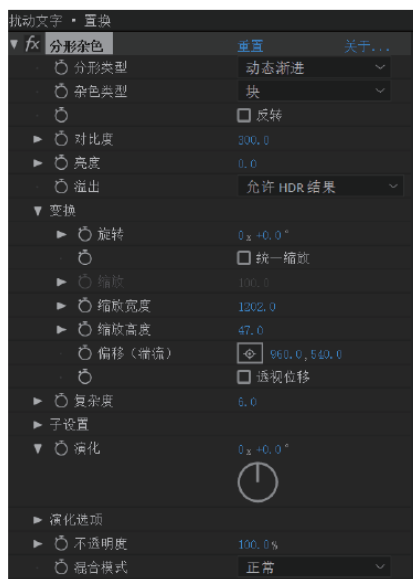 扰动文字 • 置换
fx 分形杂色 重置 关于...
分形类型 动态渐进
杂色类型 块
反转
对比度 300.0
亮度 0.0
溢出 允许 HDR 结果
变换
旋转 0x+0.0°
统一缩放
缩放 100.0
缩放宽度 1202.0
缩放高度 47.0
偏移（湍流） 960.0,540.0
透视位移
复杂度 6.0
子设置
演化 0x+0.0°
演化选项
不透明度 100.0%
混合模式 正常